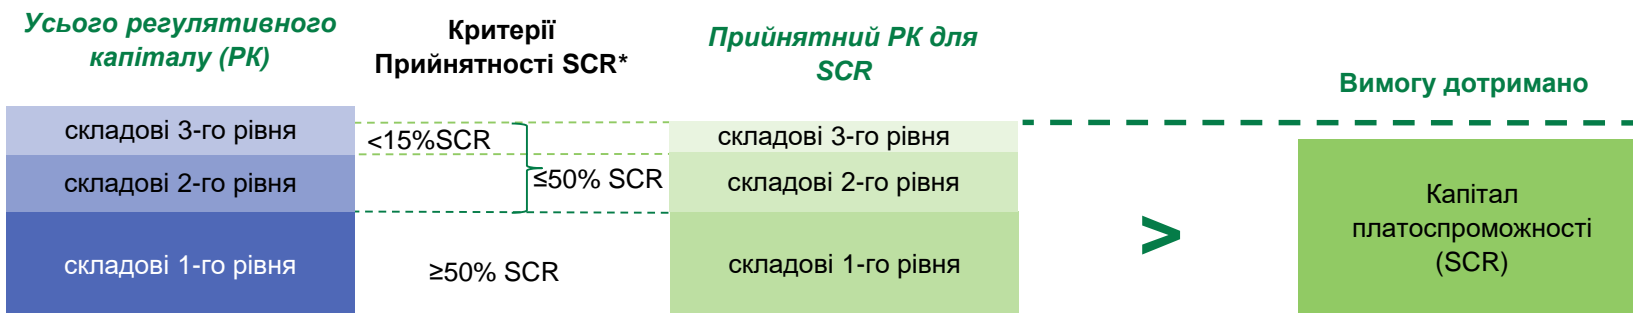 Усього регулятивного
капіталу (РК)
Критерії
Прийнятності SCR*
Прийнятний РК для
SCR
Вимогу дотримано
складові 3-го рівня
<15%SCR
складові 3-го рівня
складові 2-го рівня
≤50% SCR
складові 2-го рівня
складові 1-го рівня
≥50% SCR
складові 1-го рівня
>
Капітал
платоспроможності
(SCR)